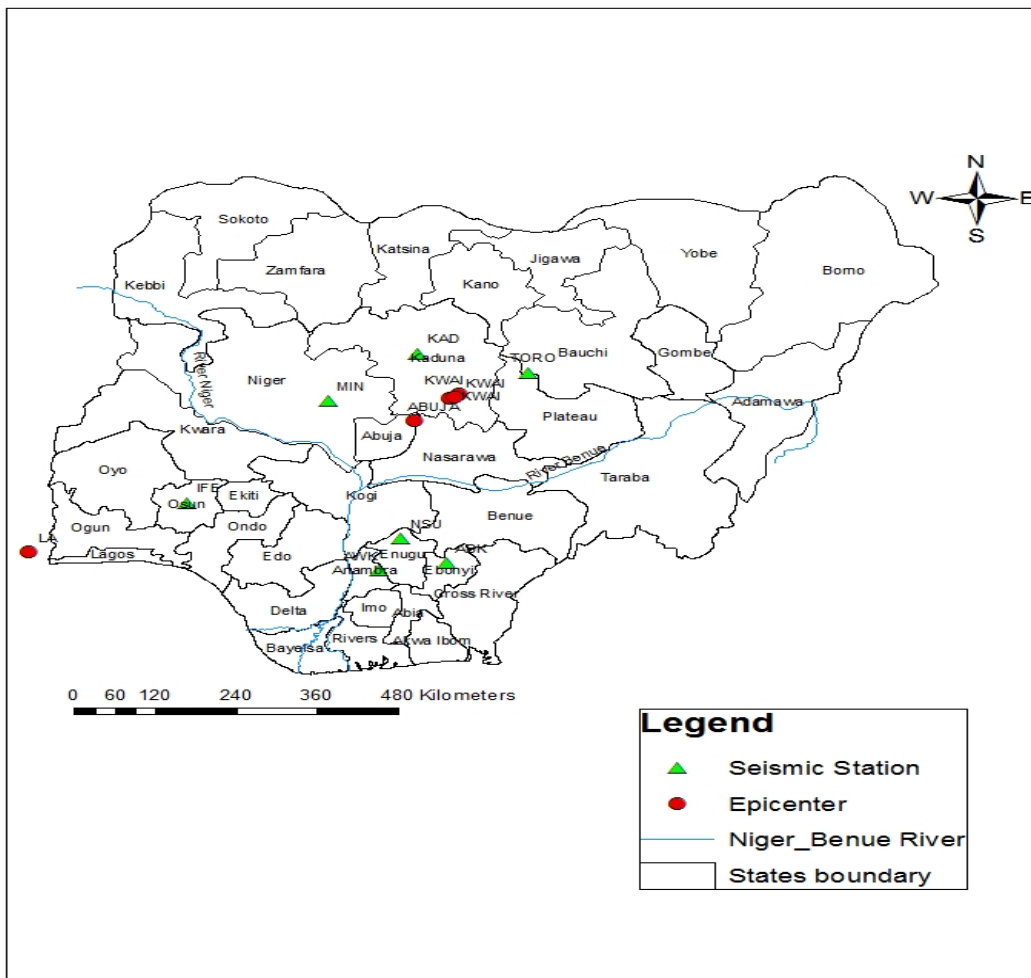 N
W E
S
Sokoto
Katsina
Yobe
Jigawa
Zamfara
Borno
Kebbi
Kano
KAD
Kaduna
TORO
Bauchi
Gombe
River Niger
Niger
MIN
KWAI
KWAI
KWAI
ABUJA
Adamawa
Plateau
Kwara
Abuja
Nasarawa
River Benue
Oyo
Taraba
IFE
Osun
Ekiti
Kogi
Benue
Ogun
Ondo
NSU
LA
Lagos
Edo
AWK
Enugu
ABK
Anambra
Ebonyi
Cross River
Delta
Imo
Abia
Rivers
Akwa Ibom
Bayelsa
0 60 120 240 360 480 Kilometers
Legend
Seismic Station
Epicenter
Niger_Benue River
States boundary